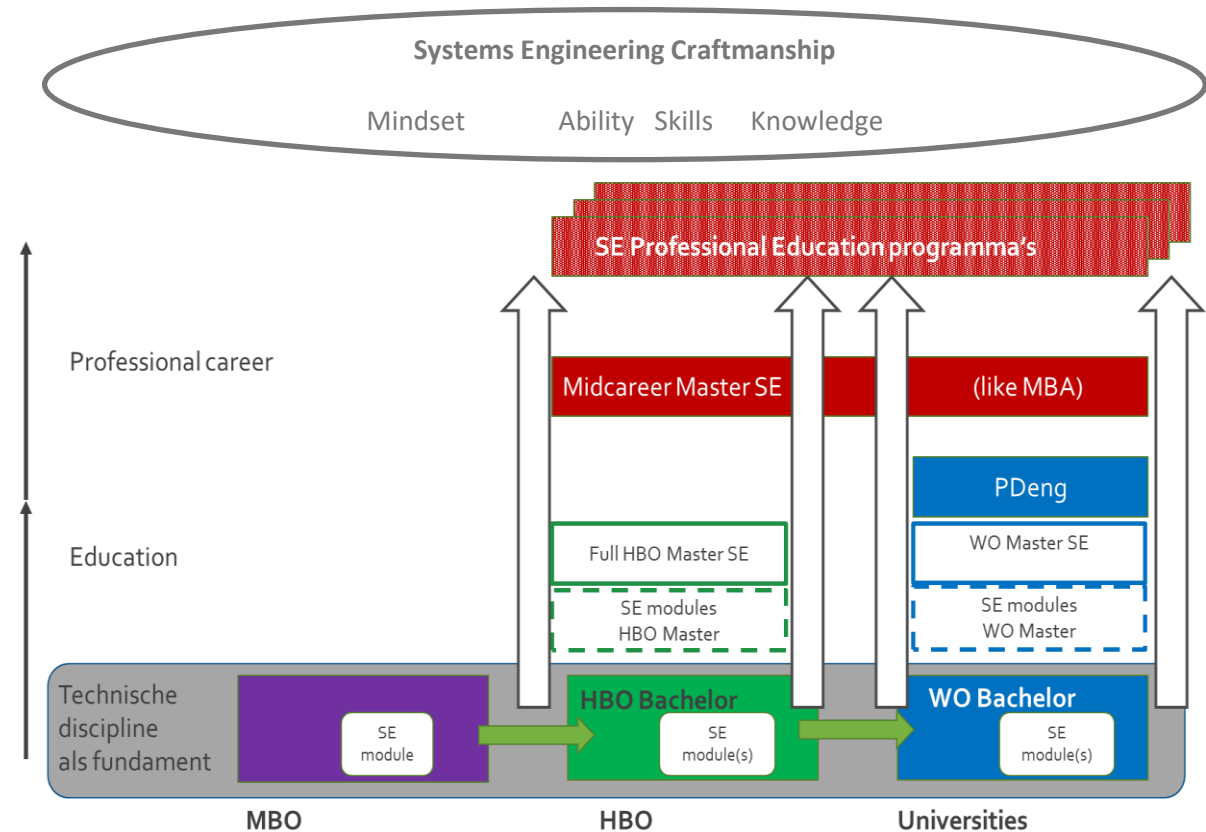 Systems Engineering Craftmanship
Mindset Ability Skills Knowledge
SE Professional Education programma's
Professional career
Midcareer Master SE (like MBA)
PDeng
Education
Full HBO Master SE
WO Master SE
SE modules
HBO Master
SE modules
WO Master
Technische
discipline
als fundament
SE
module
HBO Bachelor
SE
module(s)
WO Bachelor
SE
module(s)
MBO HBO Universities